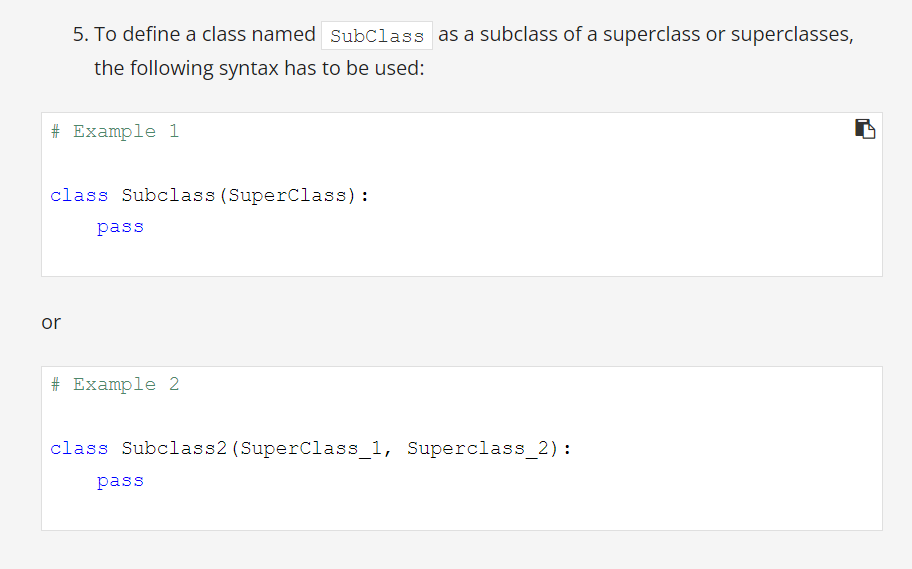 5. To define a class named SubClass as a subclass of a superclass or superclasses,
the following syntax has to be used:
# Example 1
class Subclass(SuperClass):
    pass
or
# Example 2
class Subclass2(SuperClass_1, Superclass_2):
    pass